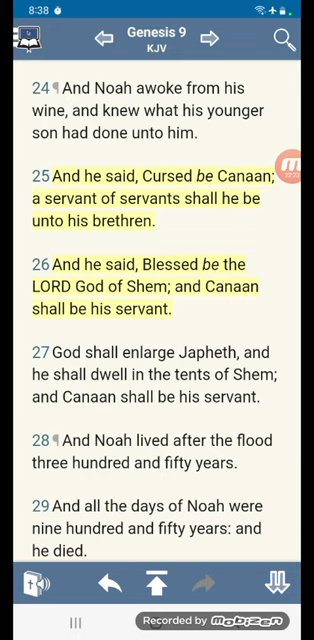 8:38
Genesis 9
KJV
24 ¶ And Noah awoke from his
wine, and knew what his younger
son had done unto him.
25 And he said, Cursed be Canaan;
a servant of servants shall he be
unto his brethren.
26 And he said, Blessed be the
LORD God of Shem; and Canaan
shall be his servant.
27 God shall enlarge Japheth, and
he shall dwell in the tents of Shem;
and Canaan shall be his servant.
28 ¶ And Noah lived after the flood
three hundred and fifty years.
29 And all the days of Noah were
nine hundred and fifty years: and
he died.
Recorded by mobizen